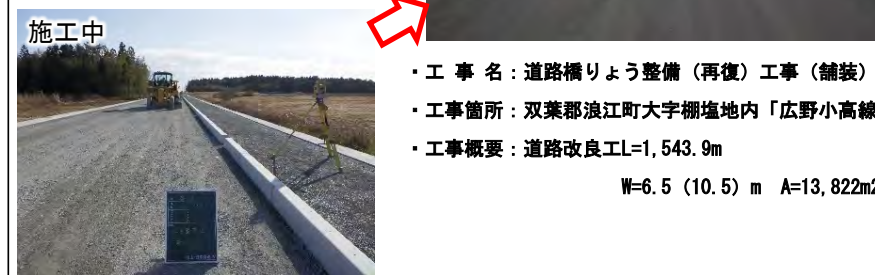 施工中
・工 事 名：道路橋りょう整備（再復）工事（舗装）
・工事箇所：双葉郡浪江町大字棚塩地内「広野小高線
・工事概要：道路改良工L=1,543.9m
W=6.5（10.5）m A=13,822m2